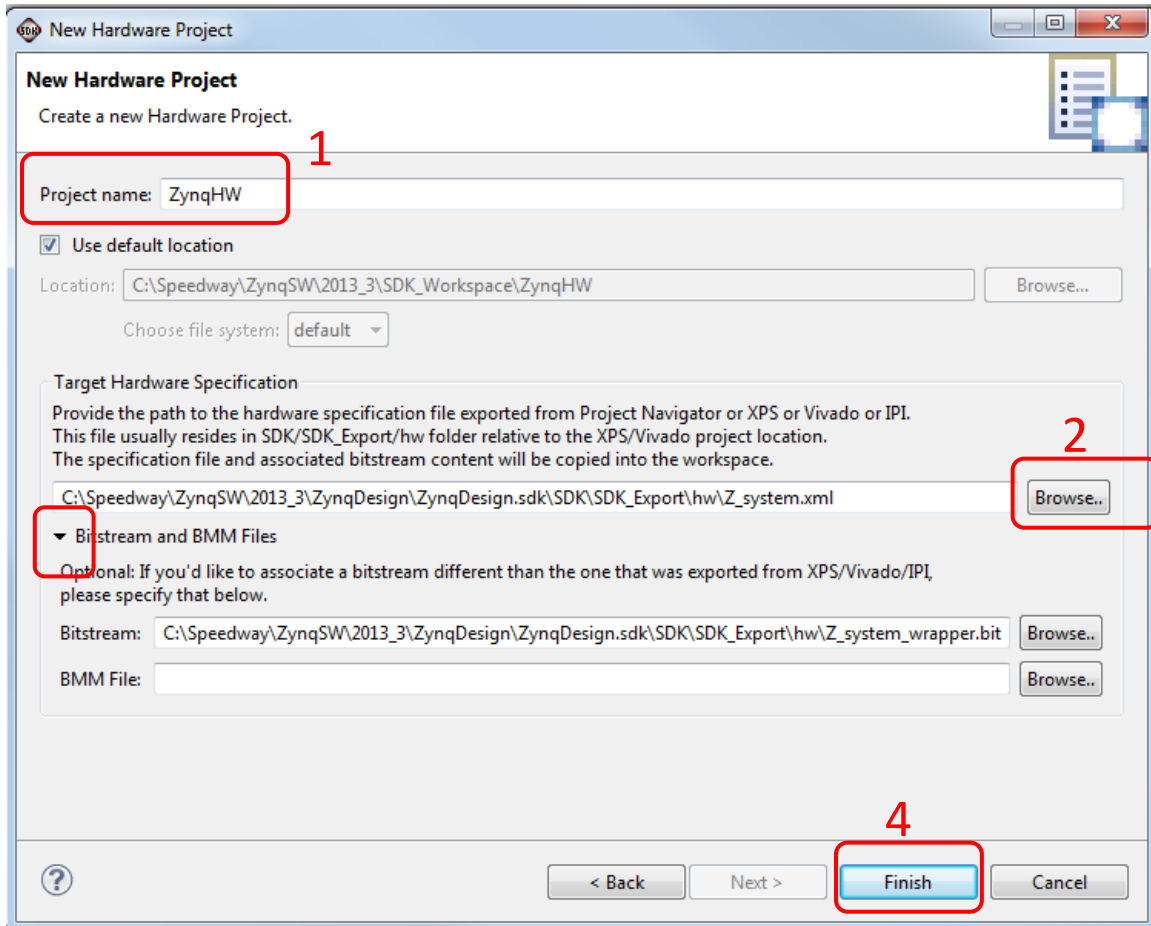 SDK New Hardware Project
New Hardware Project
Create a new Hardware Project.
1
Project name: ZynqHW
Use default location
Location: C:\Speedway\ZynqSW\2013_3\SDK_Workspace\ZynqHW Browse...
Choose file system: default
Target Hardware Specification
Provide the path to the hardware specification file exported from Project Navigator or XPS or Vivado or IPI.
This file usually resides in SDK/SDK_Export/hw folder relative to the XPS/Vivado project location.
The specification file and associated bitstream content will be copied into the workspace.
2
C:\Speedway\ZynqSW\2013_3\ZynqDesign\ZynqDesign.sdk\SDK\SDK_Export\hw\Z_system.xml Browse..
Bitstream and BMM Files
Optional: If you'd like to associate a bitstream different than the one that was exported from XPS/Vivado/IPI,
please specify that below.
Bitstream: C:\Speedway\ZynqSW\2013_3\ZynqDesign\ZynqDesign.sdk\SDK\SDK_Export\hw\Z_system_wrapper.bit Browse..
BMM File: Browse..
4
? < Back Next > Finish Cancel